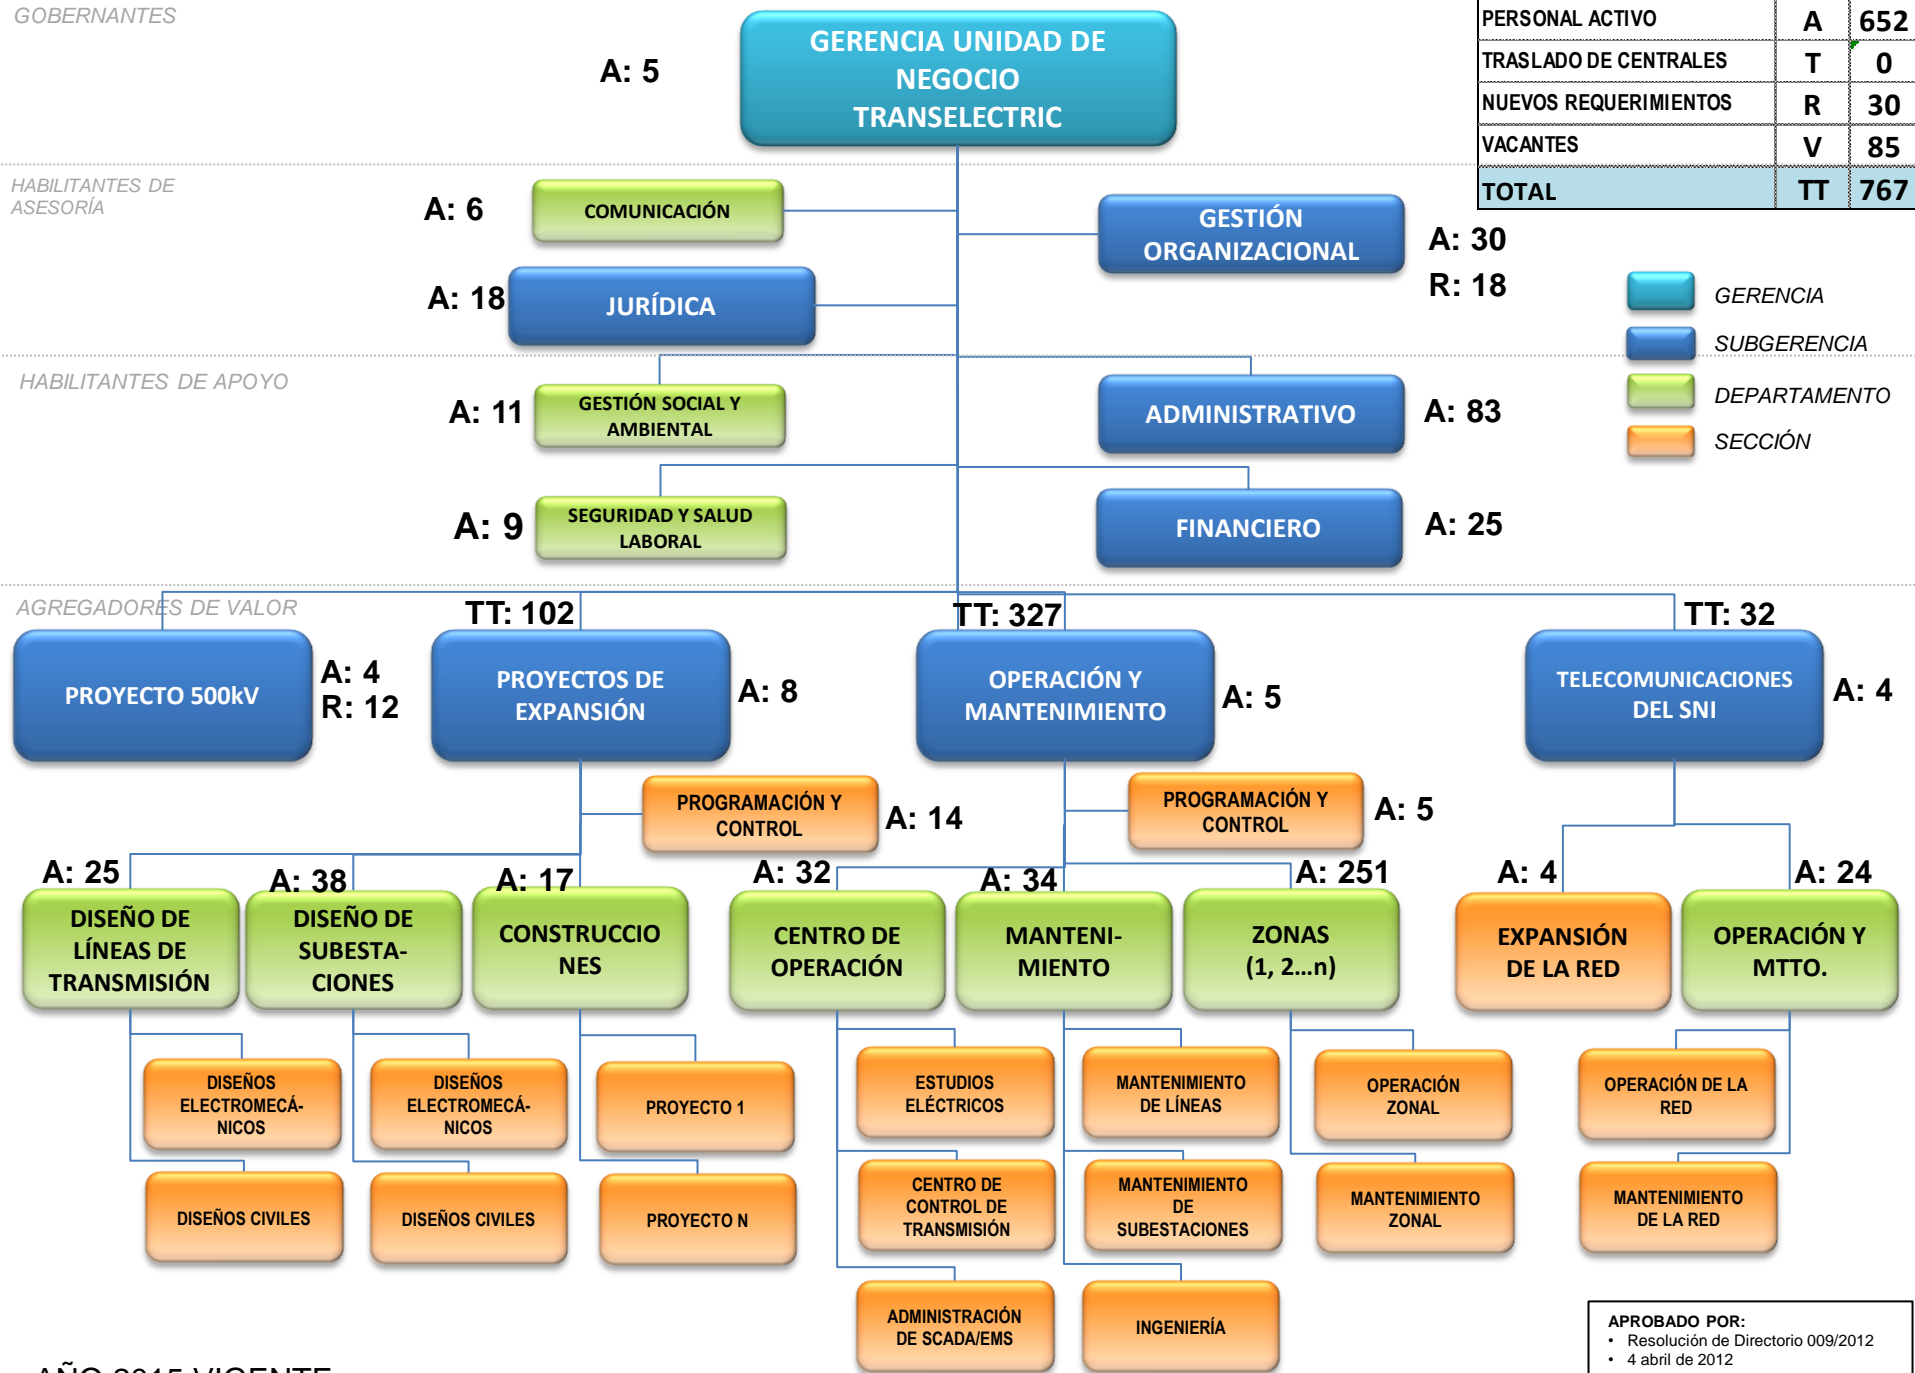 GOBERNANTES
GERENCIA UNIDAD DE
NEGOCIO
TRANSELECTRIC
A: 5
PERSONAL ACTIVO A 652
TRASLADO DE CENTRALES T 0
NUEVOS REQUERIMIENTOS R 30
VACANTES V 85
TOTAL TT 767
HABILITANTES DE
ASESORÍA
A: 6
COMUNICACIÓN
GESTIÓN
ORGANIZACIONAL
A: 30
R: 18
A: 18
JURÍDICA
GERENCIA
SUBGERENCIA
DEPARTAMENTO
SECCIÓN
HABILITANTES DE APOYO
A: 11
GESTIÓN SOCIAL Y
AMBIENTAL
ADMINISTRATIVO
A: 83
A: 9
SEGURIDAD Y SALUD
LABORAL
FINANCIERO
A: 25
AGREGADORES DE VALOR
TT: 102
TT: 327
TT: 32
PROYECTO 500kV
A: 4
R: 12
PROYECTOS DE
EXPANSIÓN
A: 8
OPERACIÓN Y
MANTENIMIENTO
A: 5
TELECOMUNICACIONES
DEL SNI
A: 4
PROGRAMACIÓN Y
CONTROL
A: 14
PROGRAMACIÓN Y
CONTROL
A: 5
A: 25
A: 38
A: 17
A: 32
A: 34
A: 251
A: 4
A: 24
DISEÑO DE
LÍNEAS DE
TRANSMISIÓN
DISEÑO DE
SUBESTA-
CIONES
CONSTRUCCIO
NES
CENTRO DE
OPERACIÓN
MANTENI-
MIENTO
ZONAS
(1, 2...n)
EXPANSIÓN
DE LA RED
OPERACIÓN Y
MTTO.
DISEÑOS
ELECTROMECÁ-
NICOS
DISEÑOS
ELECTROMECÁ-
NICOS
PROYECTO 1
ESTUDIOS
ELÉCTRICOS
MANTENIMIENTO
DE LÍNEAS
OPERACIÓN
ZONAL
OPERACIÓN DE LA
RED
DISEÑOS CIVILES
DISEÑOS CIVILES
PROYECTO N
CENTRO DE
CONTROL DE
TRANSMISIÓN
MANTENIMIENTO
DE
SUBESTACIONES
MANTENIMIENTO
ZONAL
MANTENIMIENTO
DE LA RED
ADMINISTRACIÓN
DE SCADA/EMS
INGENIERÍA
APROBADO POR:
• Resolución de Directorio 009/2012
• 4 abril de 2012
AÑO 2015 VIGENTE